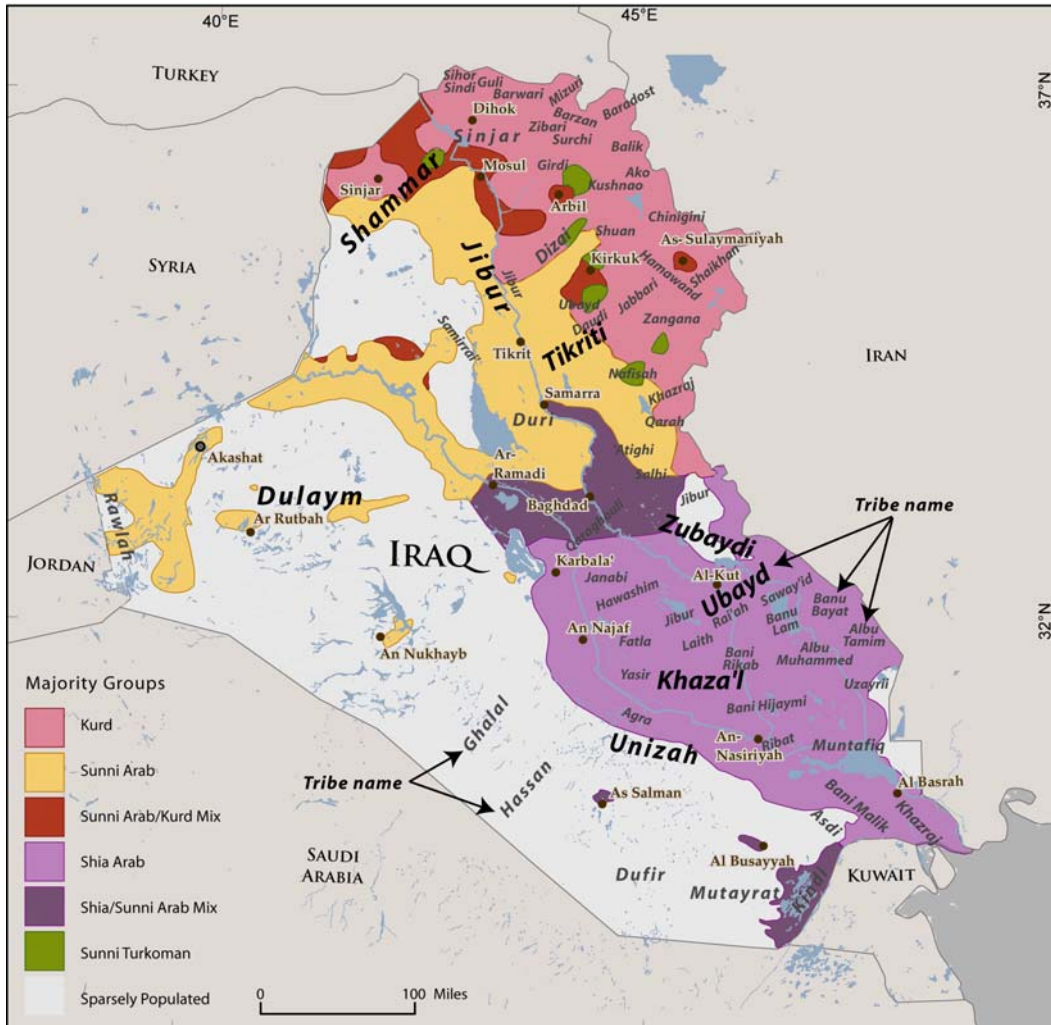 40°E
45°E
37°N
32°N
TURKEY
SYRIA
JORDAN
SAUDI
ARABIA
KUWAIT
IRAN
IRAQ
Sihor
Sindi
Guli
Barwari
Mizuri
Barzan
Baradost
Dihok
Sinjar
Zibari
Surchi
Balik
Mosul
Girdi
Ako
Kushnao
Sinjar
Shammar
Arbil
Chinigini
Jibur
Jibur
Dizai
Shuan
As-Sulaymaniyah
Kirkuk
Hamawand
Shaikhan
Ubayd
Jabbari
Daudi
Zangana
Samirrai'
Tikrit
Tikriti
Nafisah
Khazraj
Samarra
Duri
Qarah
'Atighi
Salhi
Akashat
Ar-
Ramadi
Rawlah
Dulaym
Ar Rutbah
Baghdad
Jibur
Qaraghouli
Zubaydi
Tribe name
Karbala'
Janabi
Hawashim
Al-Kut
Ubayd
Saway'id
Banu
Bayat
Jibur
Banu
Lam
Albu
Tamim
An Najaf
Fatla
Laith
Albu
Muhammed
An Nukhayb
Bani
Rikab
Yasir
Khaza'l
Uzayrij
Agra
Bani Hijaymi
Ghalal
Unizah
An-
Nasiriyah
Ribat
Muntafiq
Tribe name
Hassan
As Salman
Al Basrah
Bani Malik
Khazraj
Asdi
Al Busayyah
Dufir
Mutayrat
Kindi
Majority Groups
Kurd
Sunni Arab
Sunni Arab/Kurd Mix
Shia Arab
Shia/Sunni Arab Mix
Sunni Turkoman
Sparsely Populated
0
100 Miles